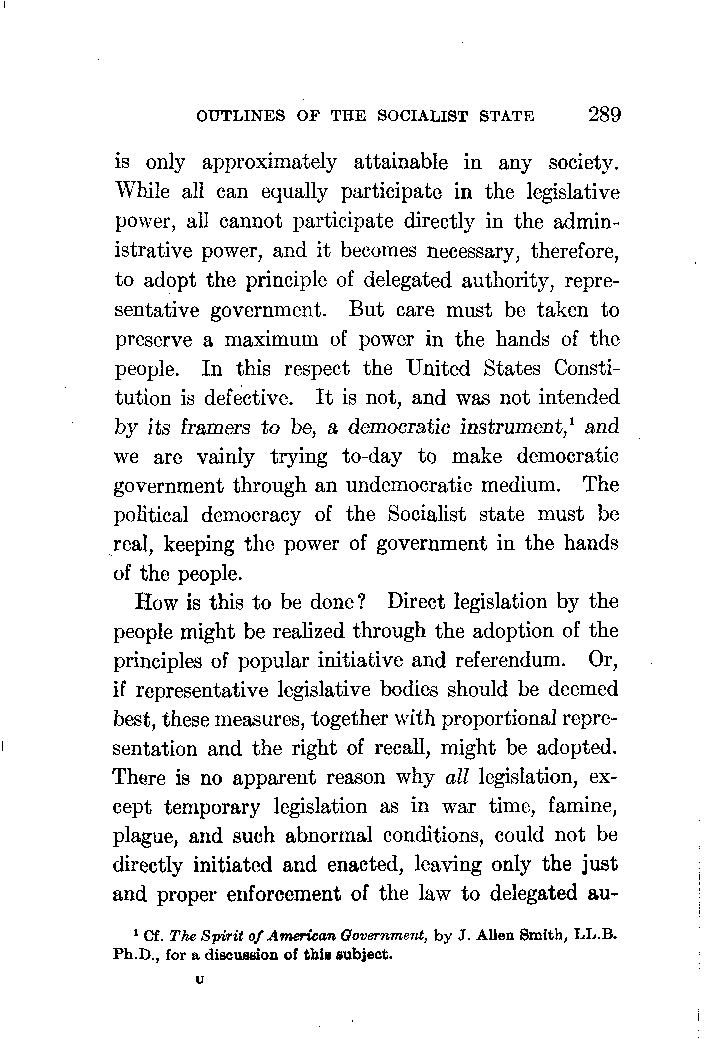 OUTLINES OF THE SOCIALIST STATE 289
is only approximately attainable in any society.
While all can equally participate in the legislative
power, all cannot participate directly in the admin-
istrative power, and it becomes necessary, therefore,
to adopt the principle of delegated authority, repre-
sentative government. But care must be taken to
preserve a maximum of power in the hands of the
people. In this respect the United States Consti-
tution is defective. It is not, and was not intended
by its framers to be, a democratic instrument,¹ and
we are vainly trying to-day to make democratic
government through an undemocratic medium. The
political democracy of the Socialist state must be
real, keeping the power of government in the hands
of the people.
How is this to be done? Direct legislation by the
people might be realized through the adoption of the
principles of popular initiative and referendum. Or,
if representative legislative bodies should be deemed
best, these measures, together with proportional repre-
sentation and the right of recall, might be adopted.
There is no apparent reason why all legislation, ex-
cept temporary legislation as in war time, famine,
plague, and such abnormal conditions, could not be
directly initiated and enacted, leaving only the just
and proper enforcement of the law to delegated au-
¹ Cf. The Spirit of American Government, by J. Allen Smith, LL.B.
Ph.D., for a discussion of this subject.
U